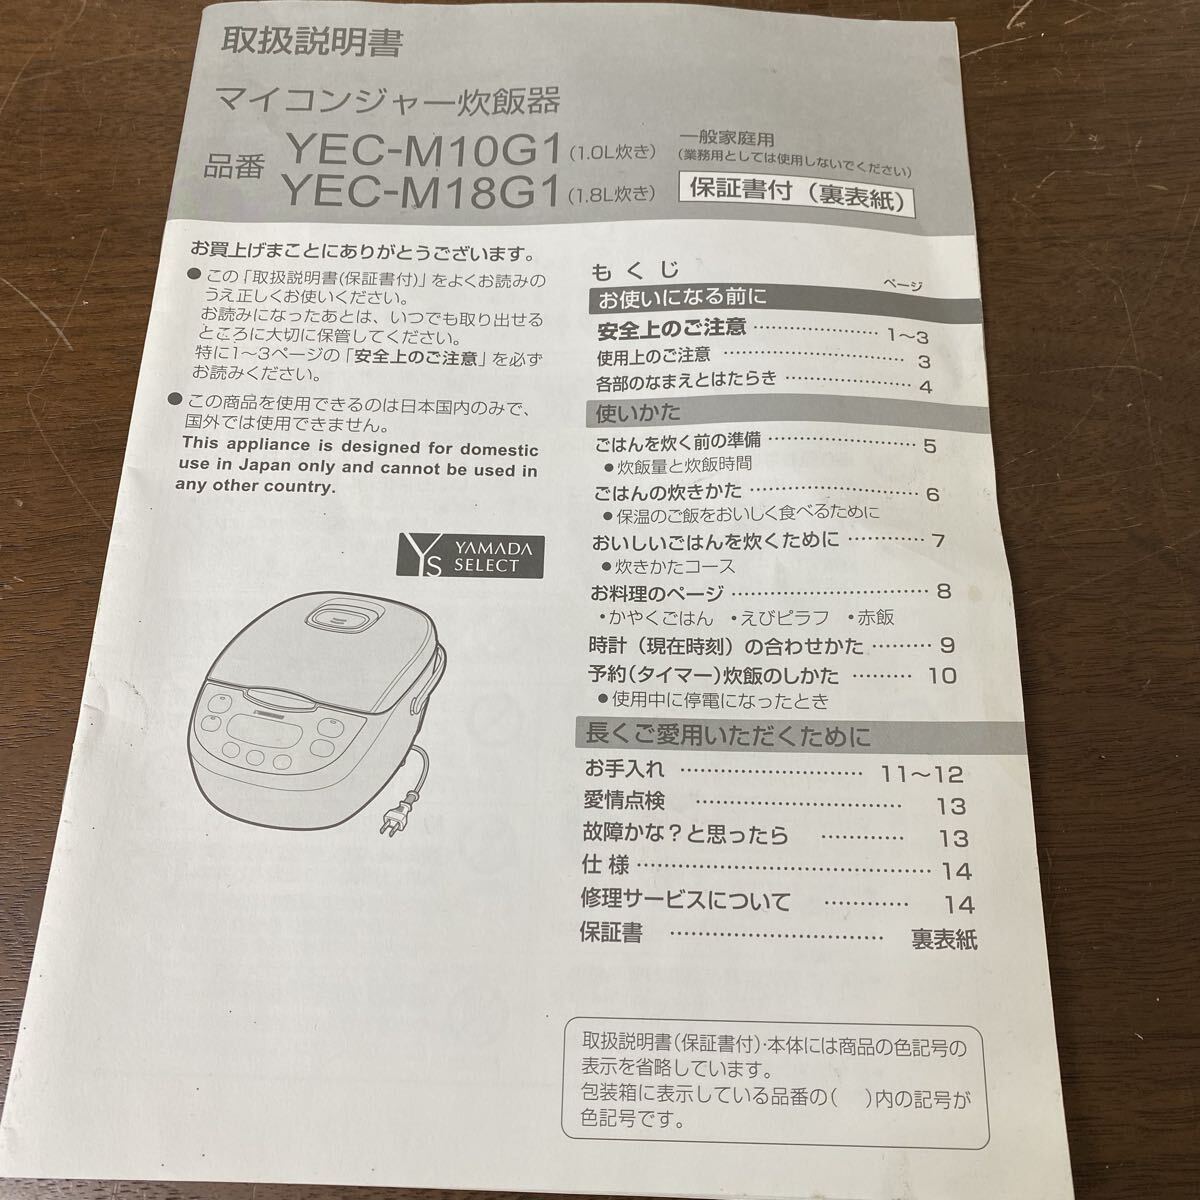 取扱説明書
マイコンジャー炊飯器
品番
YEC-M10G1(1.0L炊き)
YEC-M18G1(1.8L炊き)
一般家庭用
(業務用としては使用しないでください)
保証書付（裏表紙）
お買上げまことにありがとうございます。
●この「取扱説明書(保証書付)」をよくお読みの
うえ正しくお使いください。
お読みになったあとは、いつでも取り出せる
ところに大切に保管してください。
特に1～3ページの「安全上のご注意」を必ず
お読みください。
●この商品を使用できるのは日本国内のみで、
国外では使用できません。
This appliance is designed for domestic
use in Japan only and cannot be used in
any other country.
YS YAMADA
SELECT
もくじ
ページ
お使いになる前に
安全上のご注意 …………………… 1～3
使用上のご注意 …………………… 3
各部のなまえとはたらき …………………… 4
使いかた
ごはんを炊く前の準備 …………………… 5
●炊飯量と炊飯時間
ごはんの炊きかた …………………… 6
●保温のご飯をおいしく食べるために
おいしいごはんを炊くために ………… 7
●炊きかたコース
お料理のページ …………………… 8
・かやくごはん ・えびピラフ ・赤飯
時計（現在時刻）の合わせかた ……… 9
予約(タイマー)炊飯のしかた ……… 10
●使用中に停電になったとき
長くご愛用いただくために
お手入れ …………………… 11～12
愛情点検 …………………… 13
故障かな？と思ったら ………… 13
仕様 …………………… 14
修理サービスについて ………… 14
保証書 …………………… 裏表紙
取扱説明書(保証書付)・本体には商品の色記号の
表示を省略しています。
包装箱に表示している品番の(　)内の記号が
色記号です。